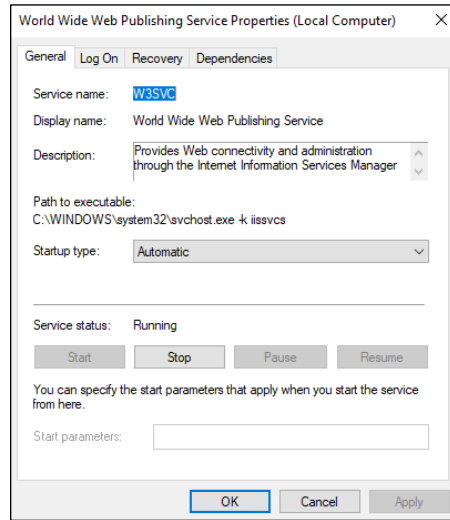 World Wide Web Publishing Service Properties (Local Computer)
General Log On Recovery Dependencies
Service name: W3SVC
Display name: World Wide Web Publishing Service
Description: Provides Web connectivity and administration
through the Internet Information Services Manager
Path to executable:
C:\WINDOWS\system32\svchost.exe -k iissvcs
Startup type: Automatic
Service status: Running
Start Stop Pause Resume
You can specify the start parameters that apply when you start the service
from here.
Start parameters:
OK Cancel Apply